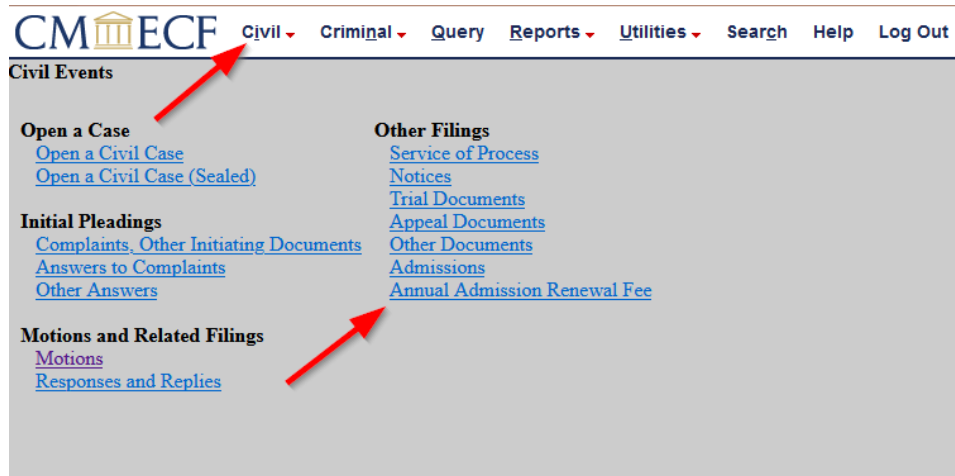 CM ECF Civil Criminal Query Reports Utilities Search Help Log Out
Civil Events
Open a Case
Open a Civil Case
Open a Civil Case (Sealed)
Initial Pleadings
Complaints, Other Initiating Documents
Answers to Complaints
Other Answers
Motions and Related Filings
Motions
Responses and Replies
Other Filings
Service of Process
Notices
Trial Documents
Appeal Documents
Other Documents
Admissions
Annual Admission Renewal Fee